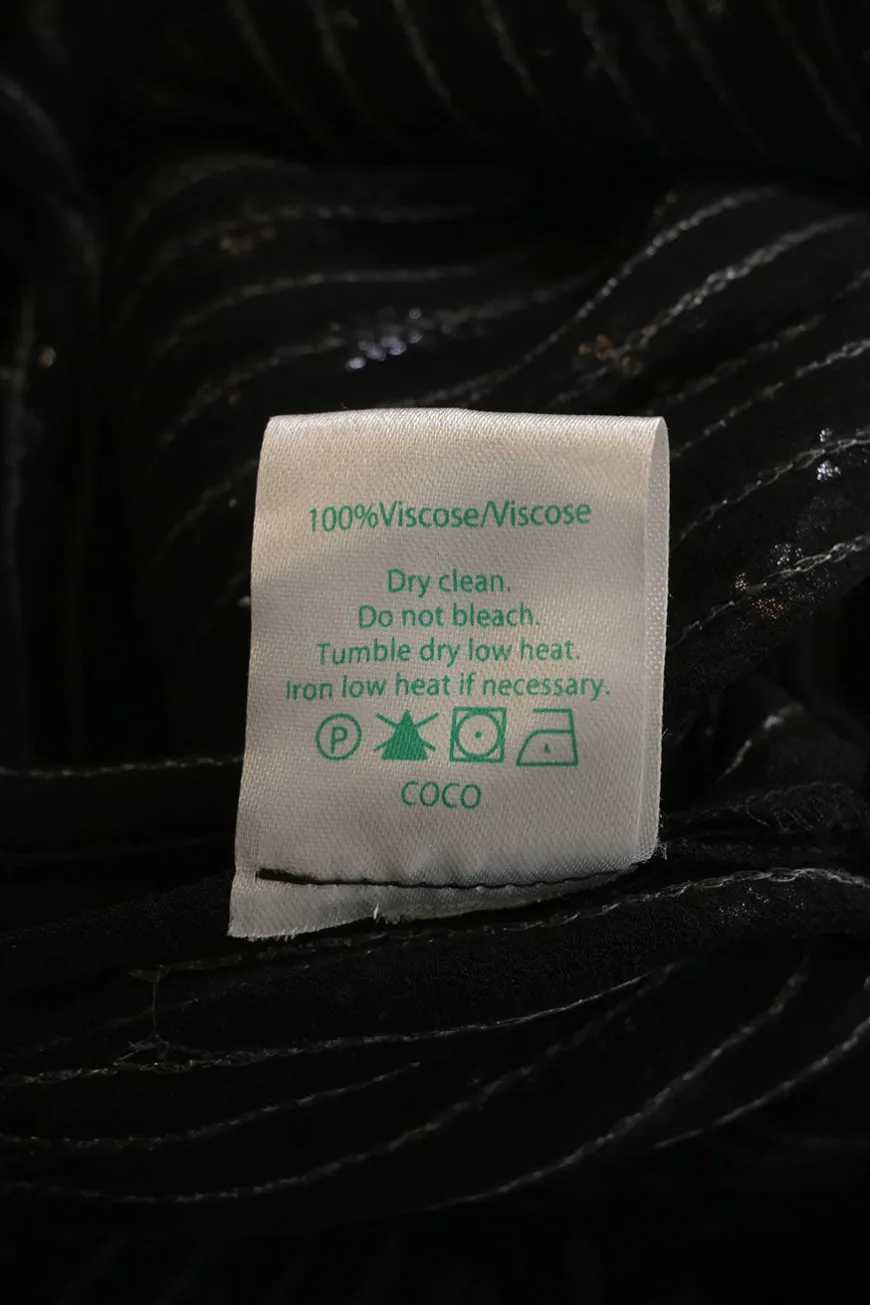 100%Viscose/Viscose
Dry clean.
Do not bleach.
Tumble dry low heat.
Iron low heat if necessary.
P
COCO